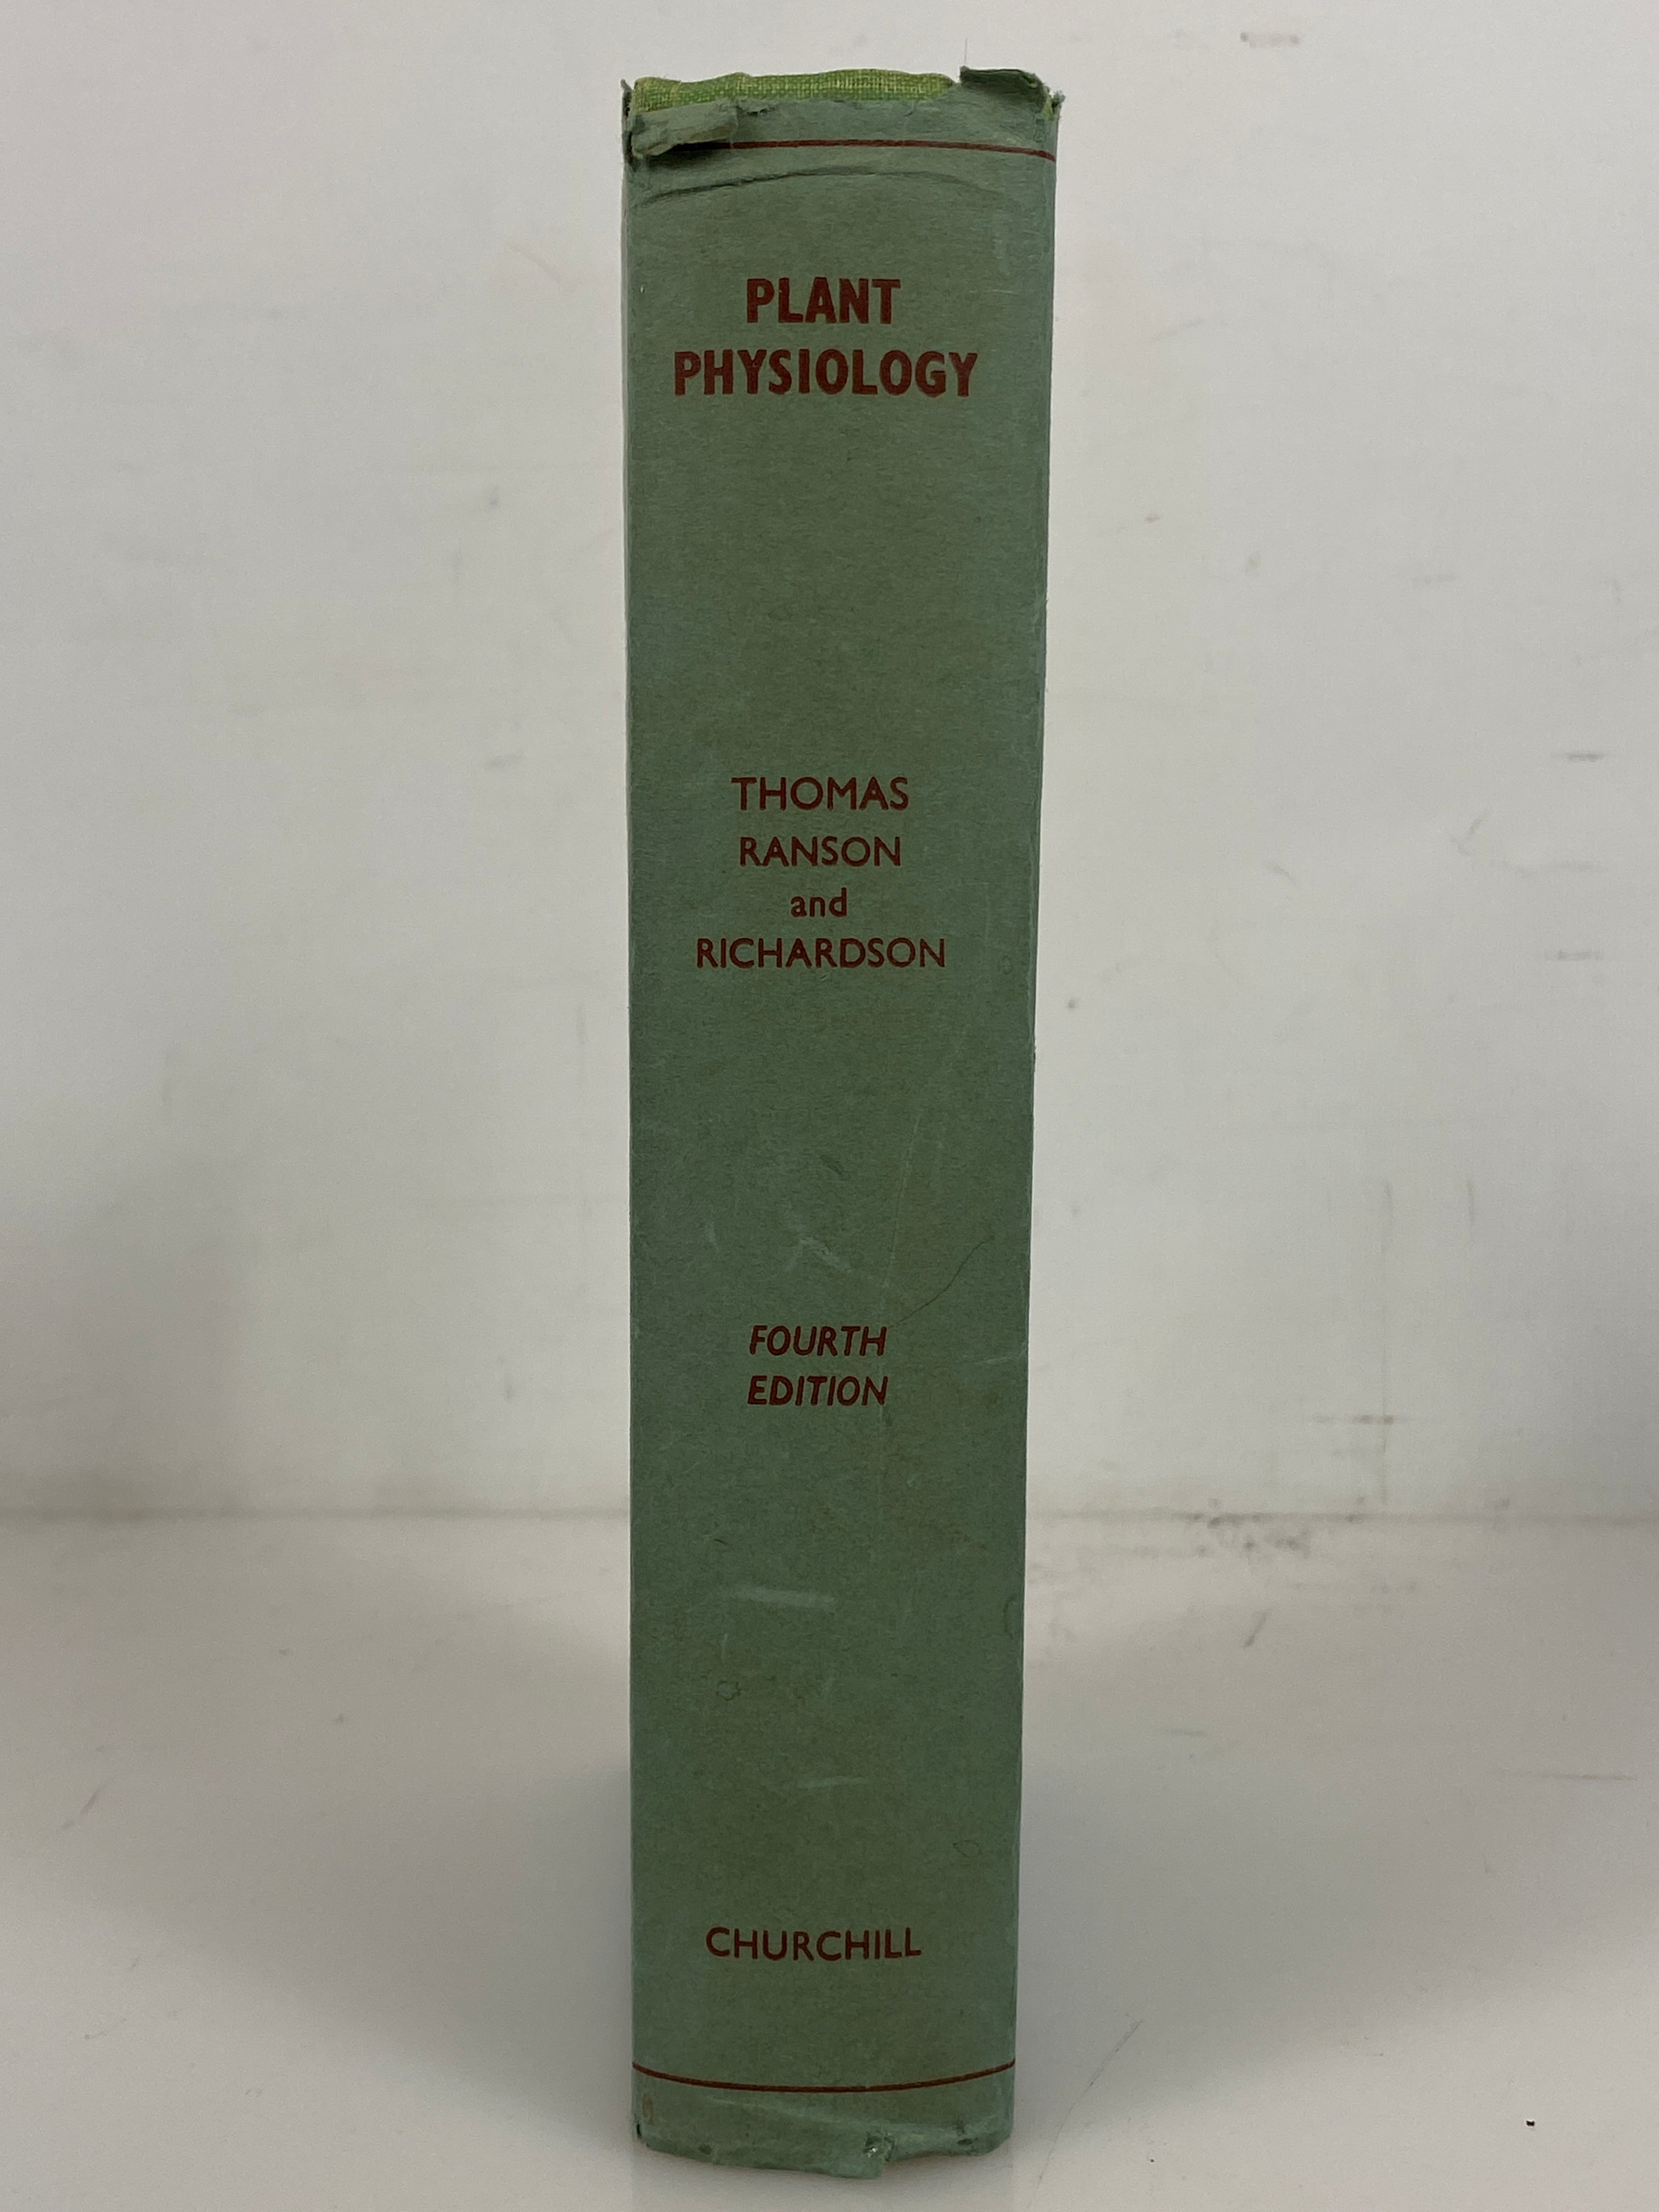 PLANT
PHYSIOLOGY
THOMAS
RANSON
and
RICHARDSON
FOURTH
EDITION
CHURCHILL